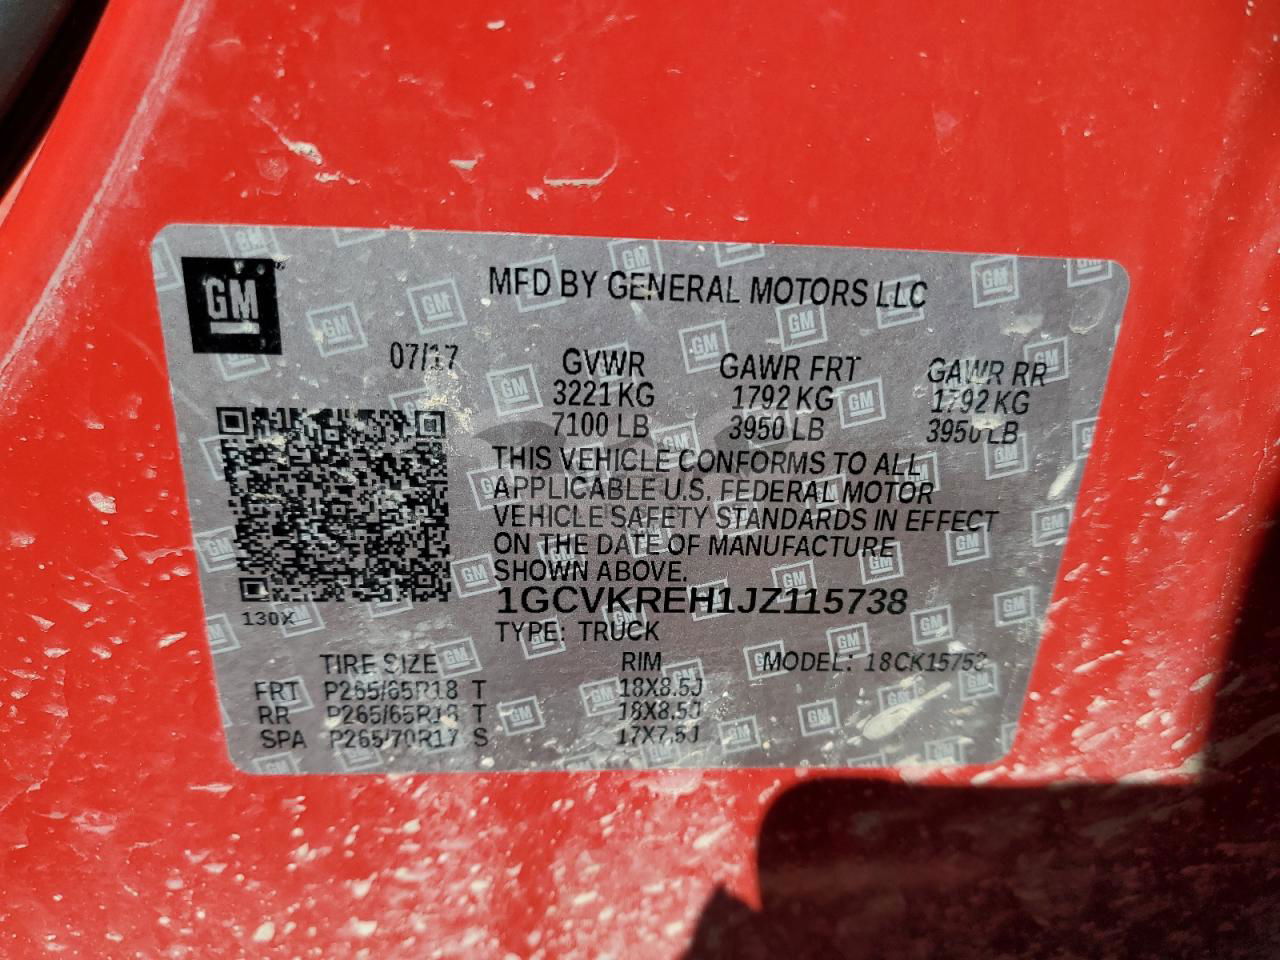 GM
MFD BY GENERAL MOTORS LLC
07/17
GVWR GAWR FRT GAWR RR
3221 KG 1792 KG 1792 KG
7100 LB 3950 LB 3950 LB
THIS VEHICLE CONFORMS TO ALL
APPLICABLE U.S. FEDERAL MOTOR
VEHICLE SAFETY STANDARDS IN EFFECT
ON THE DATE OF MANUFACTURE
SHOWN ABOVE.
1GCVKREH1JZ115738
130X
TYPE: TRUCK
TIRE SIZE RIM MODEL: 18CK15753
FRT P265/65R18 T 18X8.5J
RR P265/65R18 T 18X8.5J
SPA P265/70R17 S 17X7.5J